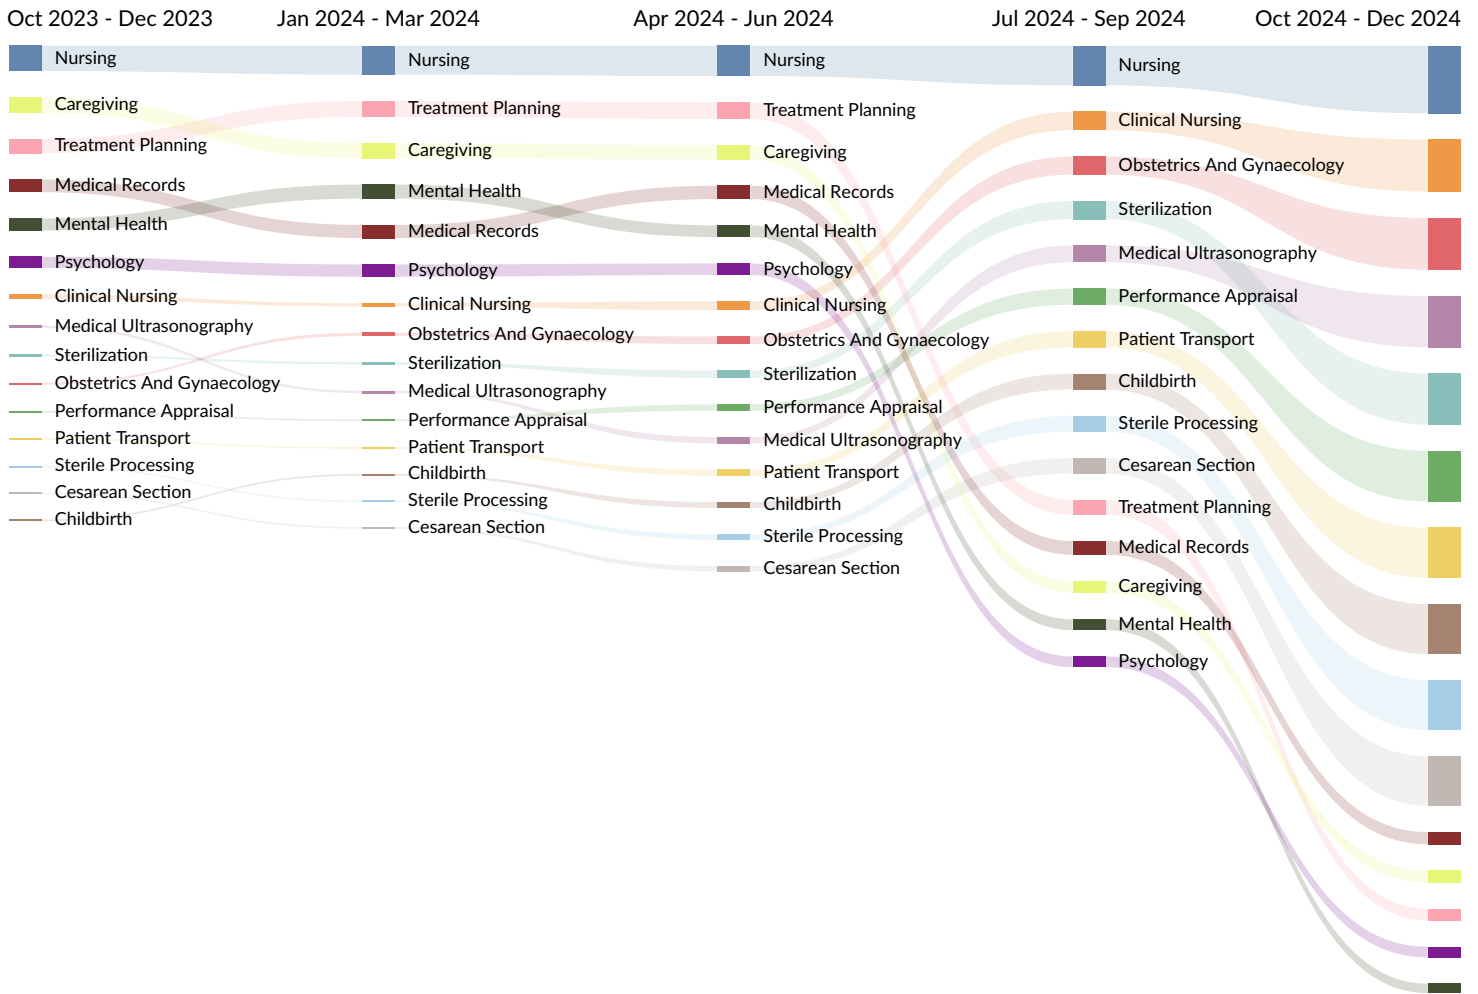 Oct 2023 - Dec 2023
Jan 2024 - Mar 2024
Apr 2024 - Jun 2024
Jul 2024 - Sep 2024
Oct 2024 - Dec 2024
Nursing
Caregiving
Treatment Planning
Medical Records
Mental Health
Psychology
Clinical Nursing
Medical Ultrasonography
Sterilization
Obstetrics And Gynaecology
Performance Appraisal
Patient Transport
Sterile Processing
Cesarean Section
Childbirth
Nursing
Treatment Planning
Caregiving
Mental Health
Medical Records
Psychology
Clinical Nursing
Obstetrics And Gynaecology
Sterilization
Medical Ultrasonography
Performance Appraisal
Patient Transport
Childbirth
Sterile Processing
Cesarean Section
Nursing
Treatment Planning
Caregiving
Medical Records
Mental Health
Psychology
Clinical Nursing
Obstetrics And Gynaecology
Sterilization
Performance Appraisal
Medical Ultrasonography
Patient Transport
Childbirth
Sterile Processing
Cesarean Section
Nursing
Clinical Nursing
Obstetrics And Gynaecology
Sterilization
Medical Ultrasonography
Performance Appraisal
Patient Transport
Childbirth
Sterile Processing
Cesarean Section
Treatment Planning
Medical Records
Caregiving
Mental Health
Psychology